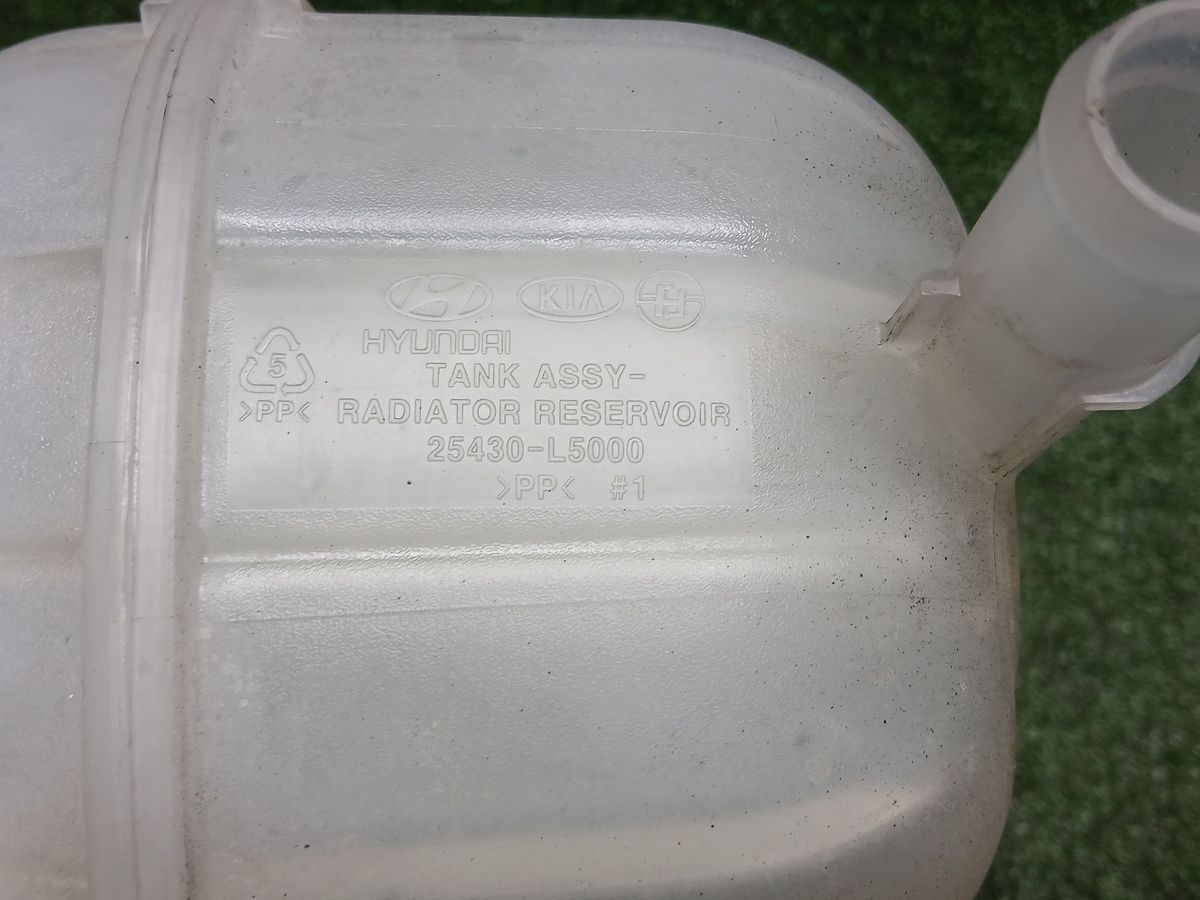 KIA
HYUNDAI
TANK ASSY-
RADIATOR RESERVOIR
25430-L5000
>PP< #1
5
>PP<